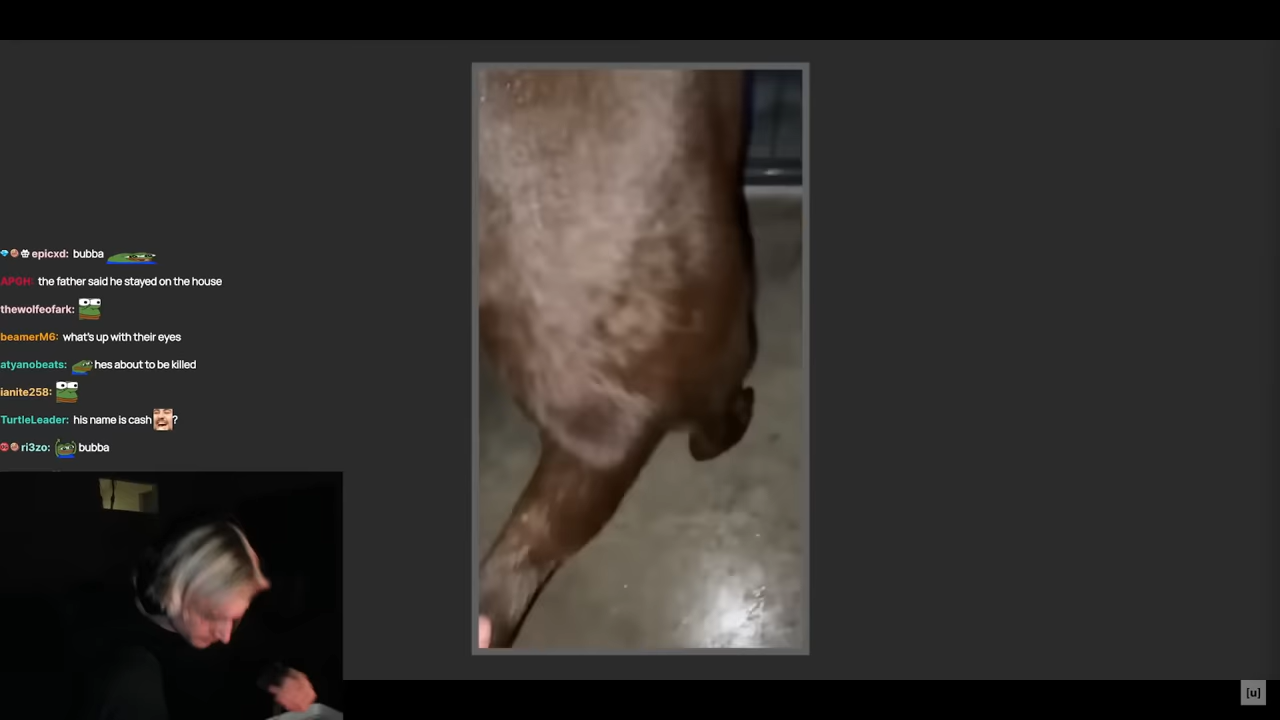 epicxd: bubba
APGH: the father said he stayed on the house
thewolfeofark:
beamerM6: what's up with their eyes
atyanobeats: hes about to be killed
ianite258:
TurtleLeader: his name is cash ?
ri3zo: bubba
[u]